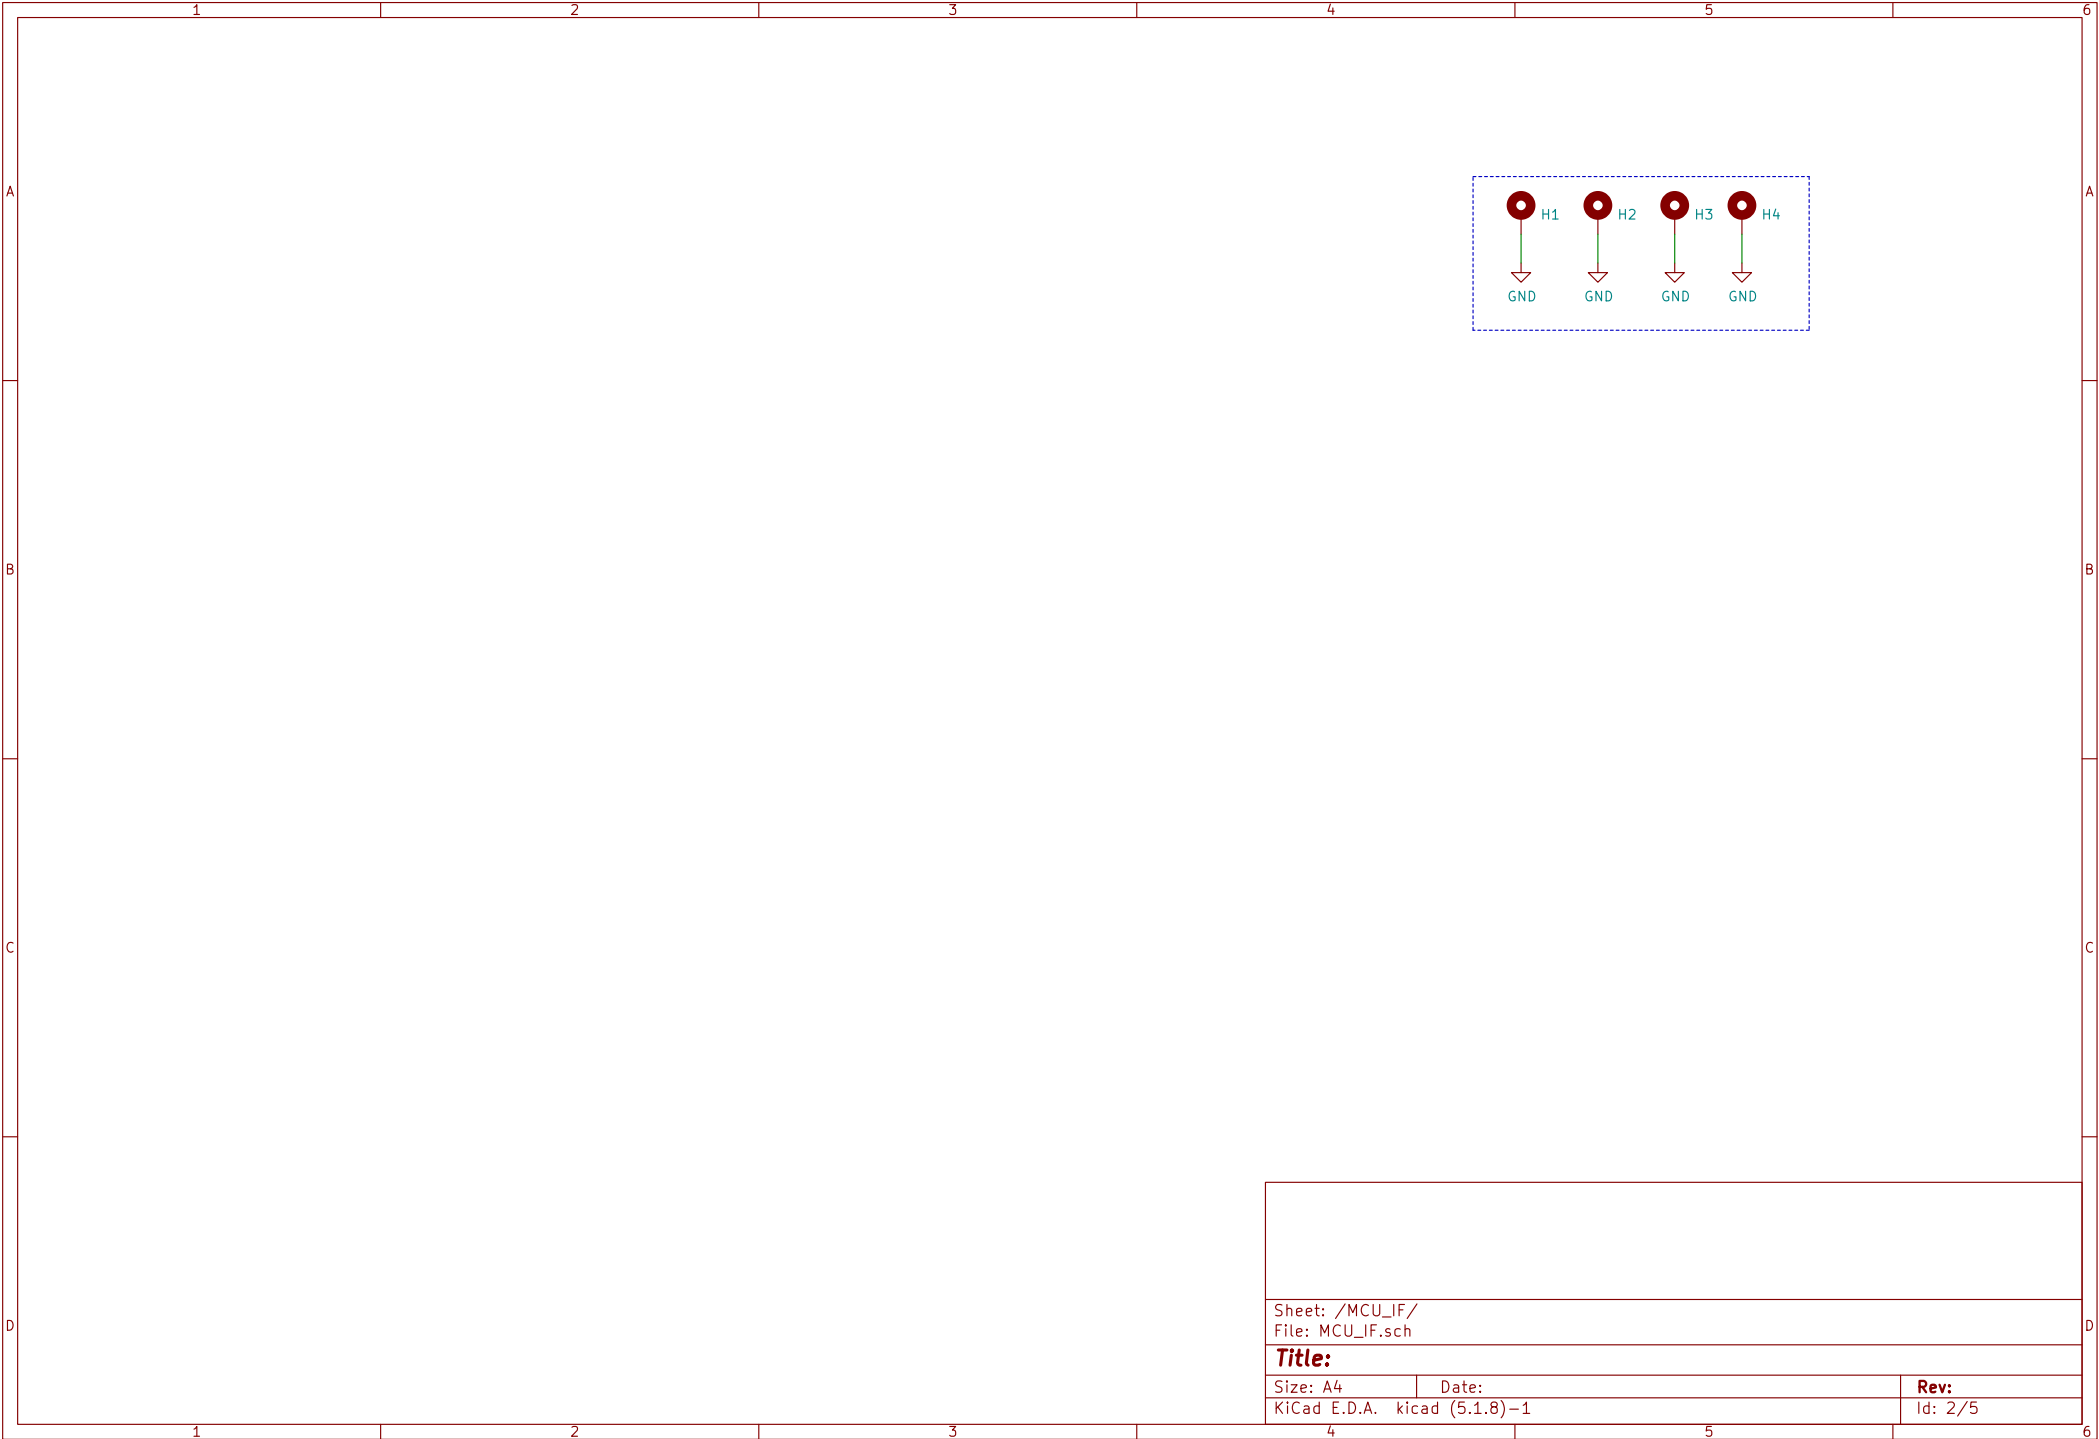 1 2 3 4 5 6
A A
H1 H2 H3 H4
GND GND GND GND
B B
C C
Sheet: /MCU_IF/
File: MCU_IF.sch
D D
Title:
Size: A4 Date: Rev:
KiCad E.D.A. kicad (5.1.8)-1 Id: 2/5
1 2 3 4 5 6